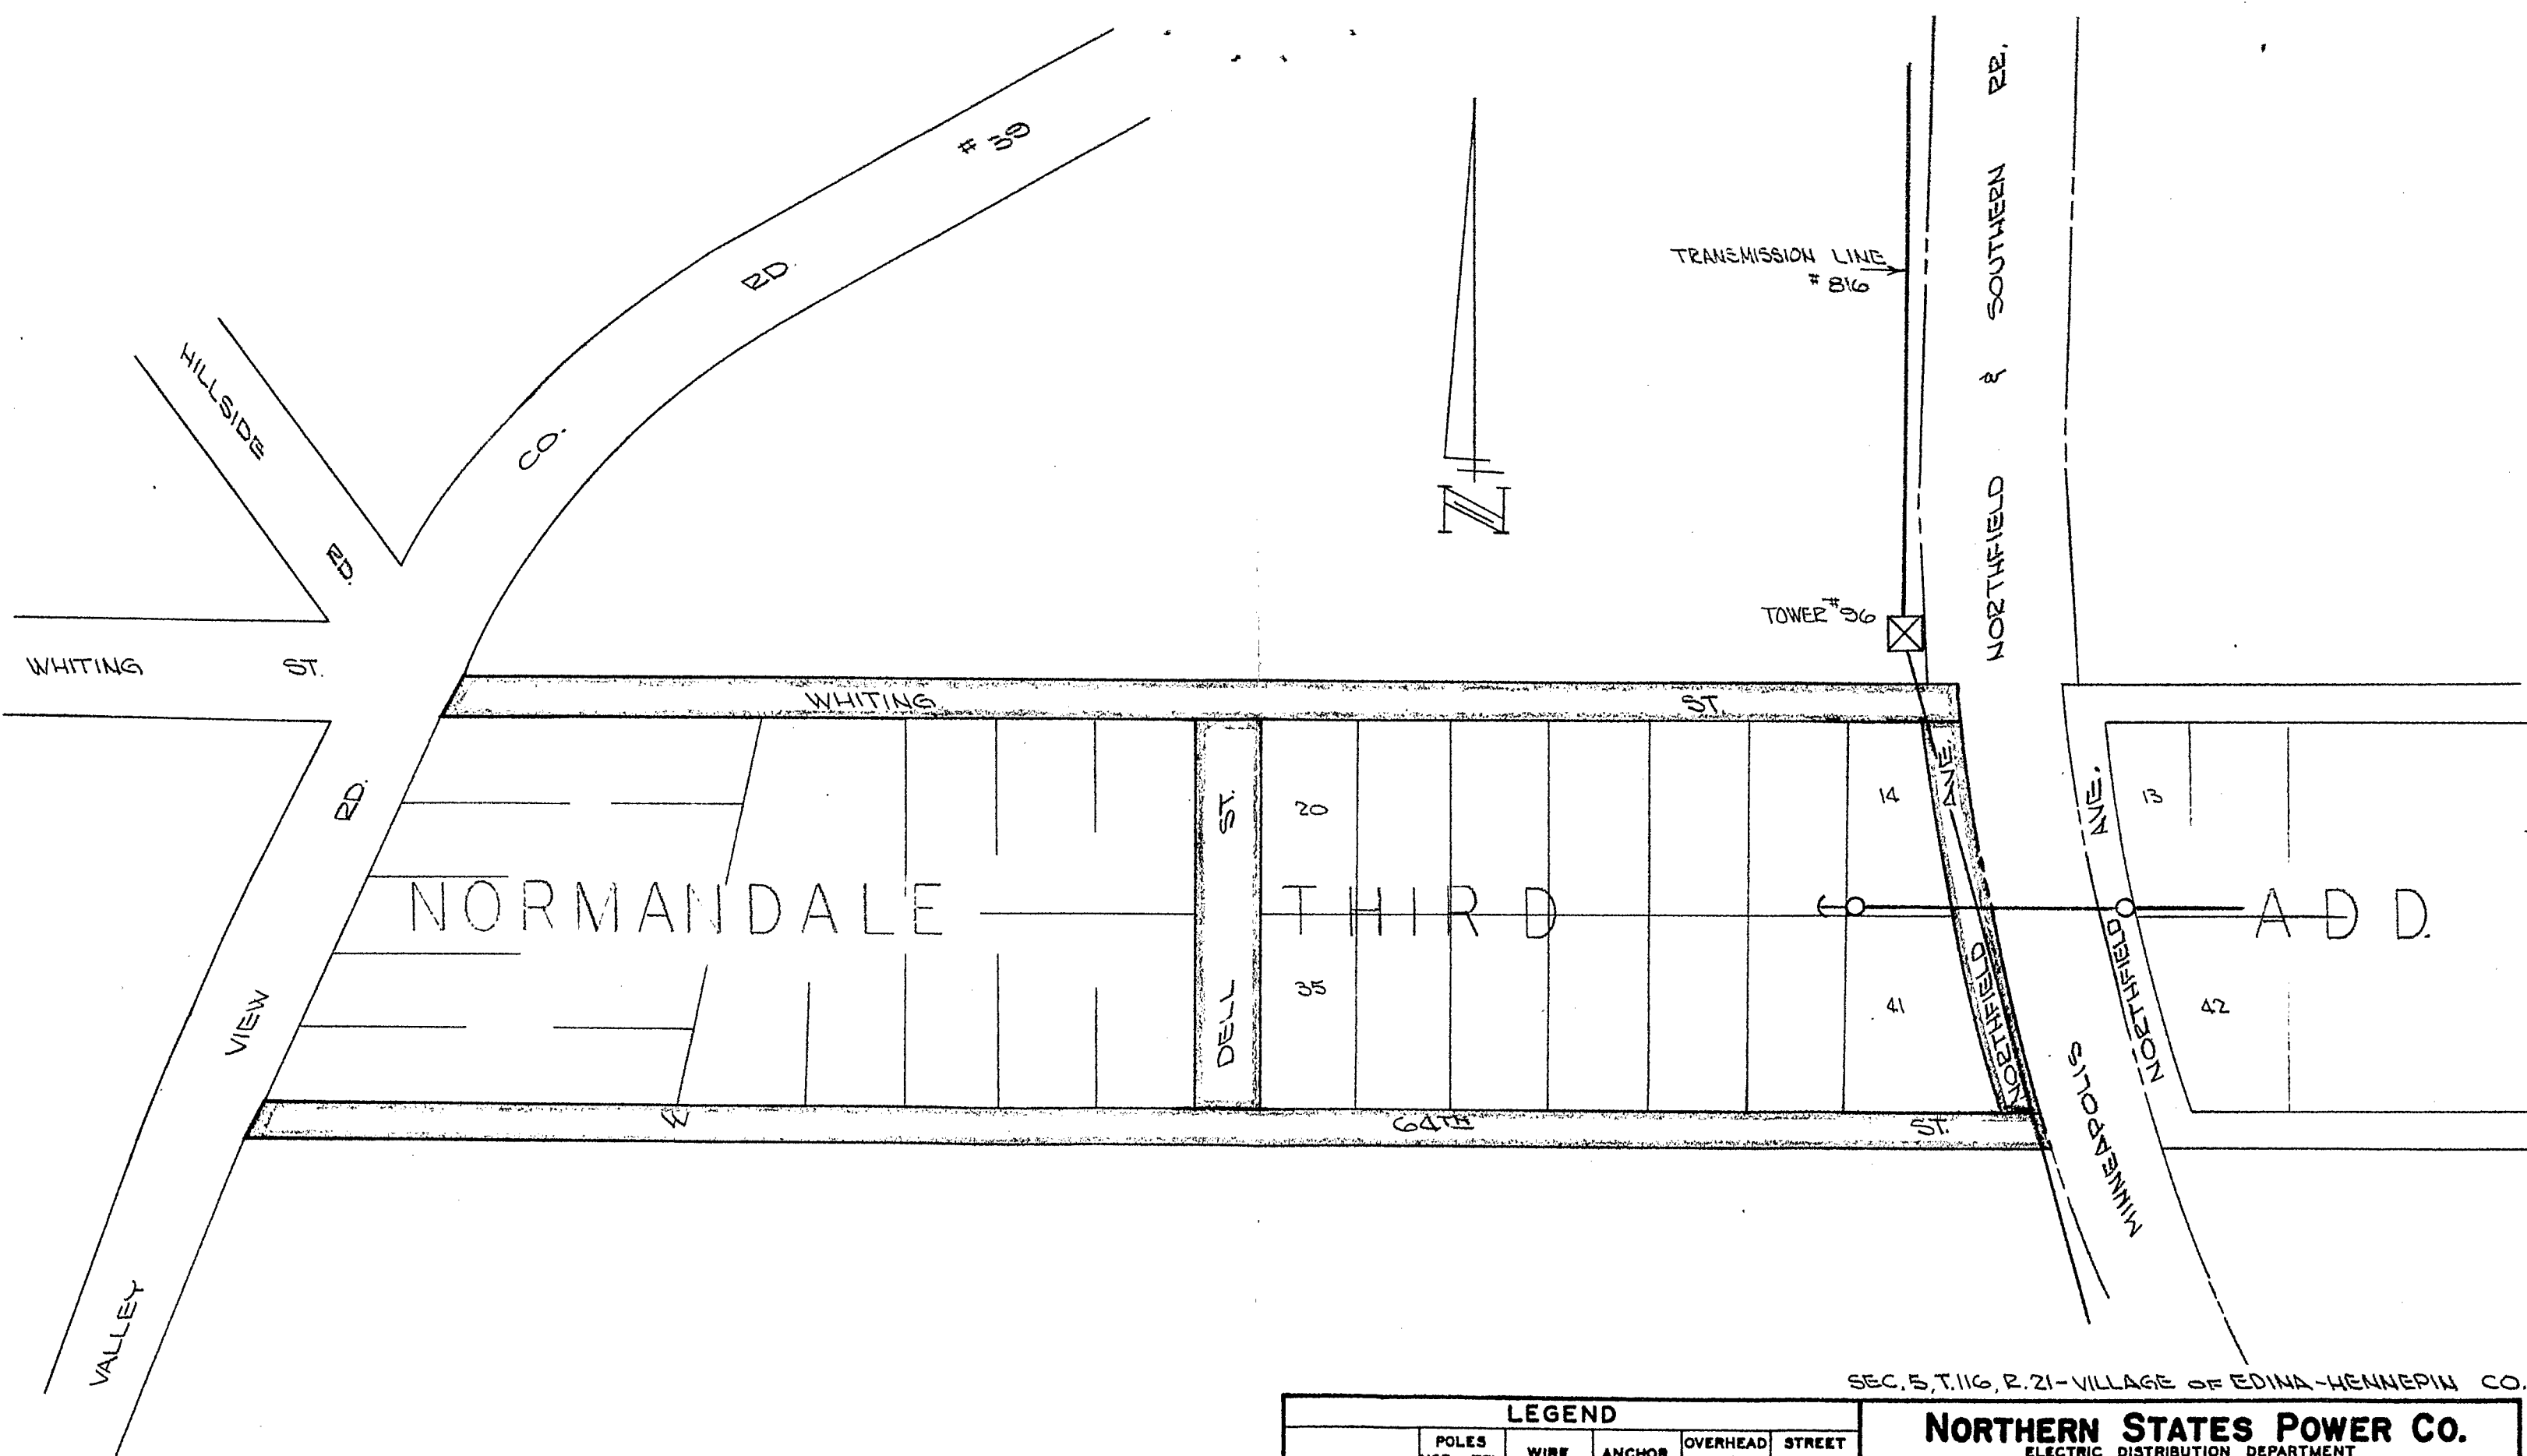 # 39
RD.
CO.
HILLSIDE
RD.
TRANSMISSION LINE
# 816
NORTHFIELD & SOUTHERN RR.
TOWER #96
N
WHITING ST.
WHITING ST.
VALLEY VIEW RD.
NORMANDALE THIRD ADD.
DELL ST.
20
14
13
35
41
42
NORTHFIELD AVE.
NORTHFIELD AVE.
MINNEAPOLIS
64TH ST.
SEC. 5, T. 116, R. 21 - VILLAGE OF EDINA - HENNEPIN CO.
LEGEND
POLES
WIRE
ANCHOR
OVERHEAD
STREET
NORTHERN STATES POWER CO.
ELECTRIC DISTRIBUTION DEPARTMENT